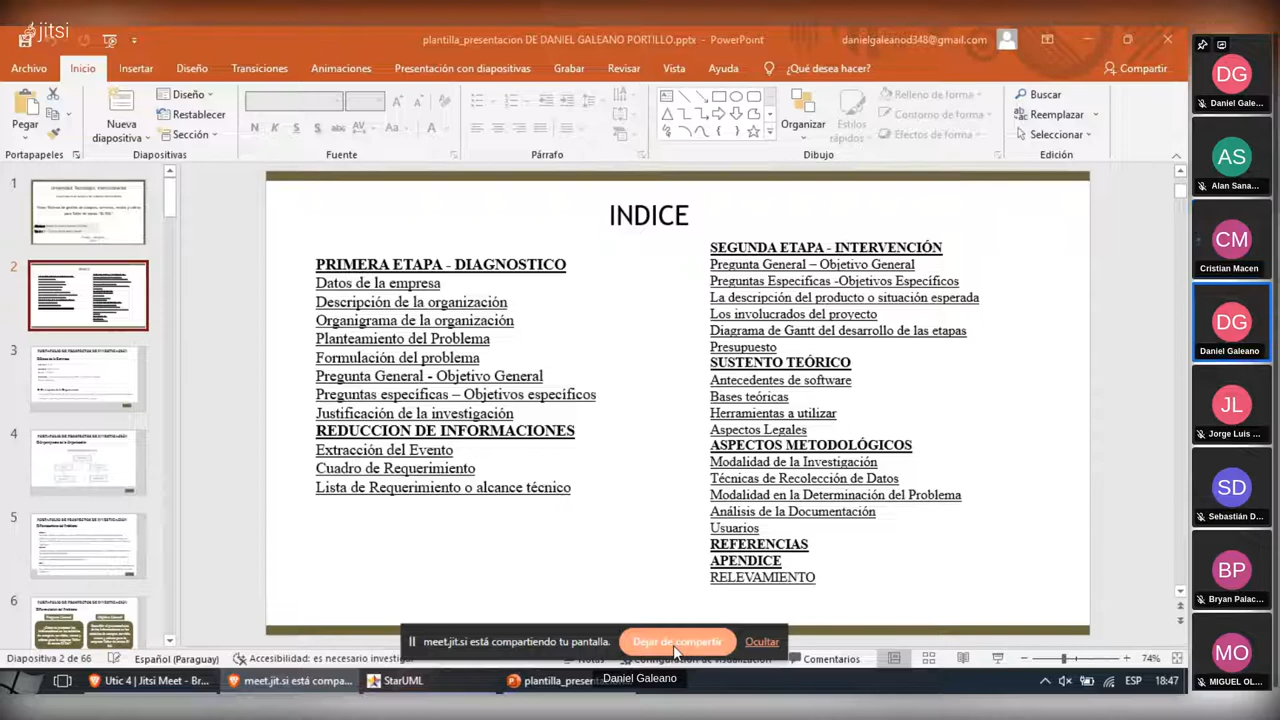 jitsi
plantilla_presentacion DE DANIEL GALEANO PORTILLO.pptx - PowerPoint
danielgaleanod348@gmail.com
Archivo Inicio Insertar Diseño Transiciones Animaciones Presentación con diapositivas Grabar Revisar Vista Ayuda ¿Qué desea hacer? Compartir
Pegar
Portapapeles
Nueva diapositiva
Diseño
Restablecer
Sección
Diapositivas
N K S S abc AV Aa A
Fuente
Párrafo
Organizar
Estilos rápidos
Relleno de forma
Contorno de forma
Efectos de forma
Dibujo
Buscar
Reemplazar
Seleccionar
Edición
1
2
3
4
5
6
INDICE
PRIMERA ETAPA - DIAGNOSTICO
Datos de la empresa
Descripción de la organización
Organigrama de la organización
Planteamiento del Problema
Formulación del problema
Pregunta General - Objetivo General
Preguntas específicas – Objetivos específicos
Justificación de la investigación
REDUCCION DE INFORMACIONES
Extracción del Evento
Cuadro de Requerimiento
Lista de Requerimiento o alcance técnico
SEGUNDA ETAPA - INTERVENCIÓN
Pregunta General – Objetivo General
Preguntas Especificas -Objetivos Específicos
La descripción del producto o situación esperada
Los involucrados del proyecto
Diagrama de Gantt del desarrollo de las etapas
Presupuesto
SUSTENTO TEÓRICO
Antecedentes de software
Bases teóricas
Herramientas a utilizar
Aspectos Legales
ASPECTOS METODOLÓGICOS
Modalidad de la Investigación
Técnicas de Recolección de Datos
Modalidad en la Determinación del Problema
Análisis de la Documentación
Usuarios
REFERENCIAS
APENDICE
RELEVAMIENTO
meet.jit.si está compartiendo tu pantalla. Dejar de compartir Ocultar
Diapositiva 2 de 66 Español (Paraguay) Accesibilidad: es necesario Notas Comentarios 74%
Utic 4 | Jitsi Meet - Br... meet.jit.si está compa... StarUML plantilla_present ESP 18:47
Daniel Galeano
DG
Daniel Gale...
AS
Alan Sana...
CM
Cristian Macen
DG
Daniel Galeano
JL
Jorge Luis ...
SD
Sebastián D...
BP
Bryan Palac...
MO
MIGUEL OL...